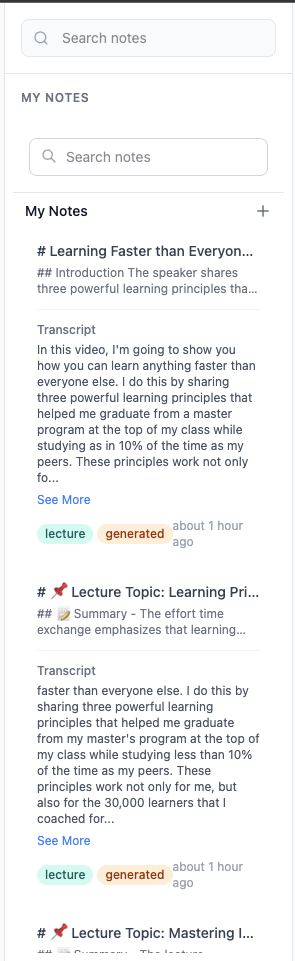 Search notes
MY NOTES
Search notes
My Notes
# Learning Faster than Everyon...
## Introduction The speaker shares
three powerful learning principles tha...
Transcript
In this video, I'm going to show you
how you can learn anything faster than
everyone else. I do this by sharing
three powerful learning principles that
helped me graduate from a master
program at the top of my class while
studying as in 10% of the time as my
peers. These principles work not only
fo...
See More
lecture
generated
about 1 hour
ago
# 📌 Lecture Topic: Learning Pri...
## 📝 Summary - The effort time
exchange emphasizes that learning...
Transcript
faster than everyone else. I do this by
sharing three powerful learning
principles that helped me graduate
from my master's program at the top of
my class while studying less than 10%
of the time as my peers. These
principles work not only for me, but
also for the 30,000 learners that I
coached for...
See More
lecture
generated
about 1 hour
ago
# 📌 Lecture Topic: Mastering I...
## 📝 Summary - The lecture